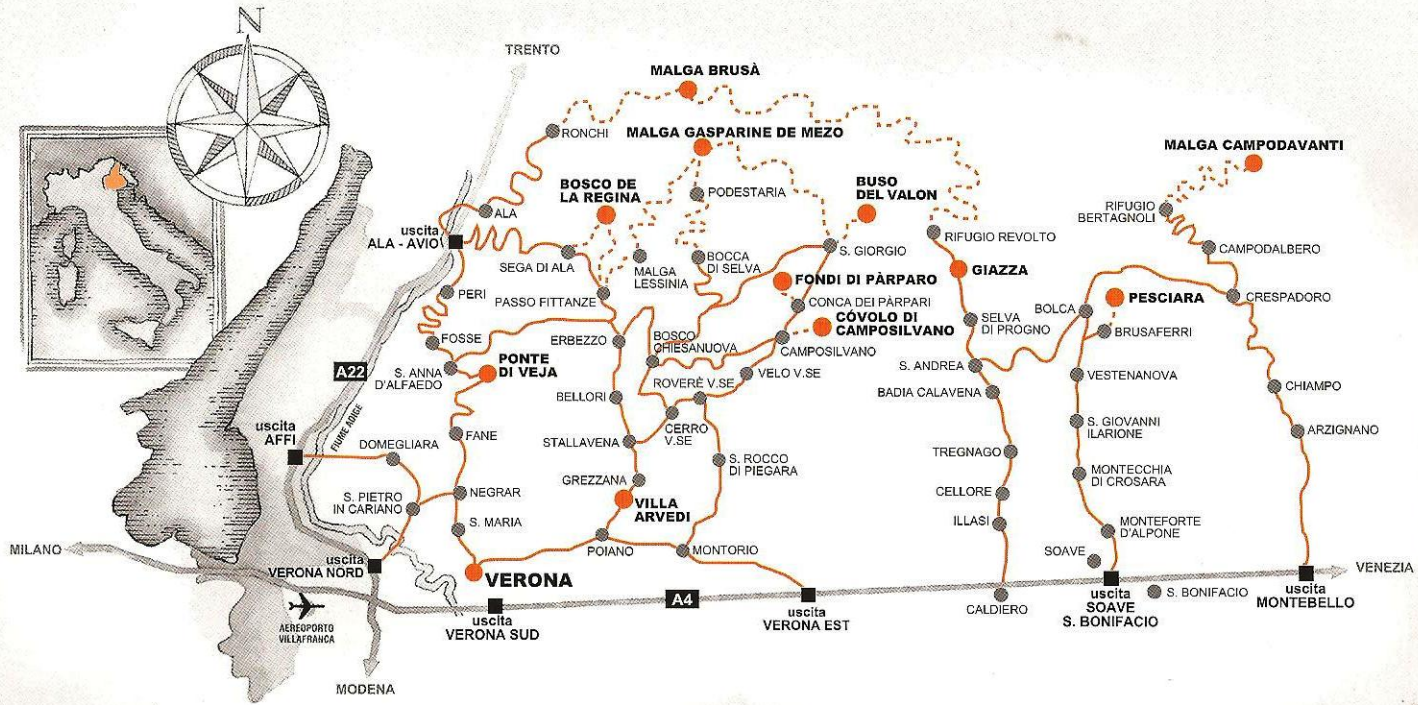 N
TRENTO
MALGA BRUSÀ
RONCHI
MALGA GASPARINE DE MEZO
MALGA CAMPODAVANTI
BOSCO DE
LA REGINA
PODESTARIA
BUSO
DEL VALON
ALA
RIFUGIO
BERTAGNOLI
uscita
ALA - AVIO
SEGA DI ALA
MALGA
LESSINIA
BOCCA
DI SELVA
S. GIORGIO
RIFUGIO REVOLTO
CAMPODALBERO
PERI
PASSO FITTANZE
FONDI DI PÀRPARO
GIAZZA
CONCA DEI PÀRPARI
PESCIARA
CRESPADORO
BOLCA
CÓVOLO DI
CAMPOSILVANO
SELVA
DI PROGNO
BRUSAFERRI
FOSSE
ERBEZZO
BOSCO
CHIESANUOVA
CAMPOSILVANO
A22
S. ANNA
D'ALFAEDO
PONTE
DI VEJA
ROVERÈ V.SE
VELO V.SE
S. ANDREA
VESTENANOVA
CHIAMPO
BELLORI
BADIA CALAVENA
FIUME ADIGE
uscita
AFFI
DOMEGLIARA
FANE
STALLAVENA
CERRO
V.SE
S. GIOVANNI
ILARIONE
ARZIGNANO
S. ROCCO
DI PIEGARA
TREGNAGO
GREZZANA
MONTECCHIA
DI CROSARA
S. PIETRO
IN CARIANO
NEGRAR
VILLA
ARVEDI
CELLORE
S. MARIA
ILLASI
MONTEFORTE
D'ALPONE
MILANO
uscita
VERONA NORD
POIANO
MONTORIO
SOAVE
VERONA
VENEZIA
AEREOPORTO
VILLAFRANCA
uscita
VERONA SUD
A4
uscita
VERONA EST
CALDIERO
uscita
SOAVE
S. BONIFACIO
S. BONIFACIO
uscita
MONTEBELLO
MODENA